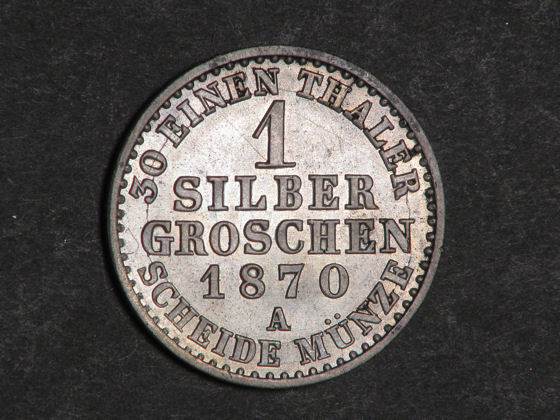 30 EINEN THALER
1
SILBER
GROSCHEN
1870
A
SCHEIDE MÜNZE